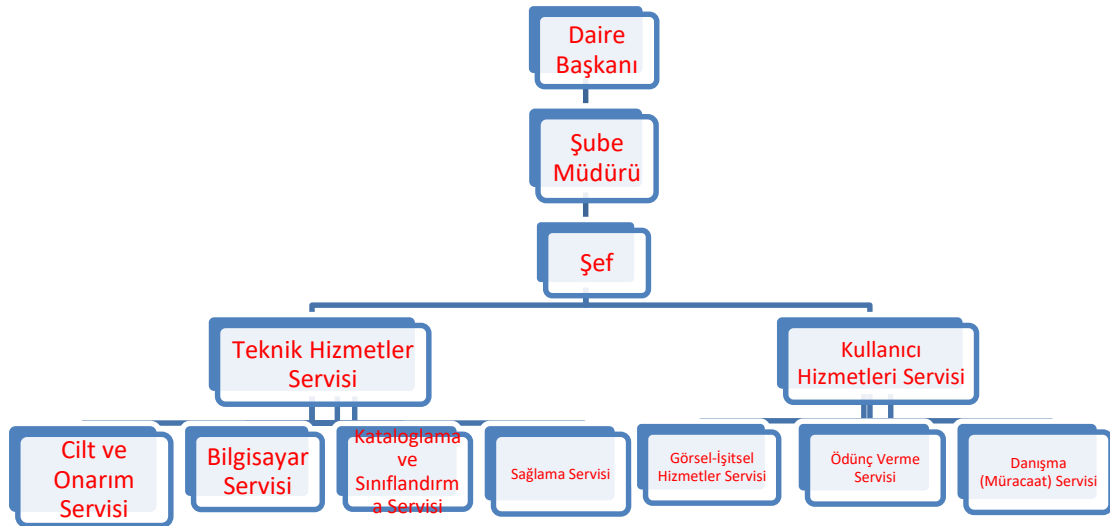 Daire
Başkanı
Şube
Müdürü
Şef
Teknik Hizmetler
Servisi
Kullanıcı
Hizmetleri Servisi
Cilt ve
Onarım
Servisi
Bilgisayar
Servisi
Kataloglama
ve
Sınıflandırm
a Servisi
Sağlama Servisi
Görsel-İşitsel
Hizmetler Servisi
Ödünç Verme
Servisi
Danışma
(Müracaat) Servisi